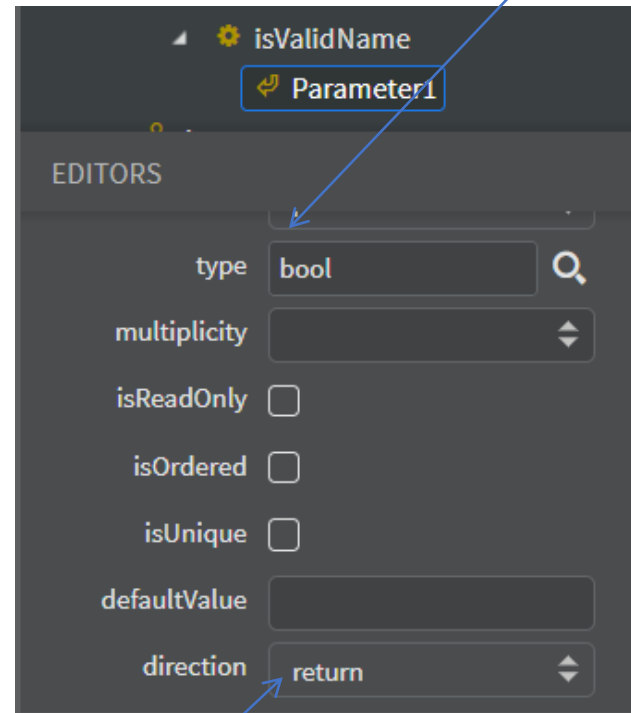 isValidName
Parameter1
EDITORS
type bool
multiplicity
isReadOnly
isOrdered
isUnique
defaultValue
direction return